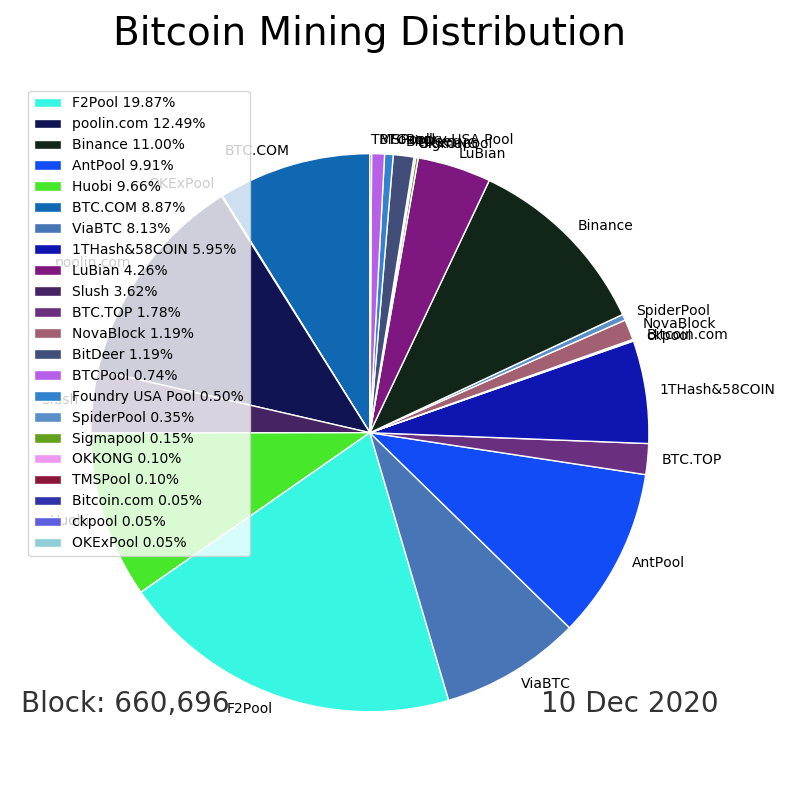 Bitcoin Mining Distribution
F2Pool 19.87%
poolin.com 12.49%
Binance 11.00%
AntPool 9.91%
Huobi 9.66%
BTC.COM 8.87%
ViaBTC 8.13%
1THash&58COIN 5.95%
LuBian 4.26%
Slush 3.62%
BTC.TOP 1.78%
NovaBlock 1.19%
BitDeer 1.19%
BTCPool 0.74%
Foundry USA Pool 0.50%
SpiderPool 0.35%
Sigmapool 0.15%
OKKONG 0.10%
TMSPool 0.10%
Bitcoin.com 0.05%
ckpool 0.05%
OKExPool 0.05%
BTC.COM
OKExPool
poolin.com
Slush
Huobi
F2Pool
ViaBTC
AntPool
BTC.TOP
1THash&58COIN
Bitcoin.com
ckpool
NovaBlock
SpiderPool
Binance
LuBian
USA Pool
Block: 660,696
10 Dec 2020